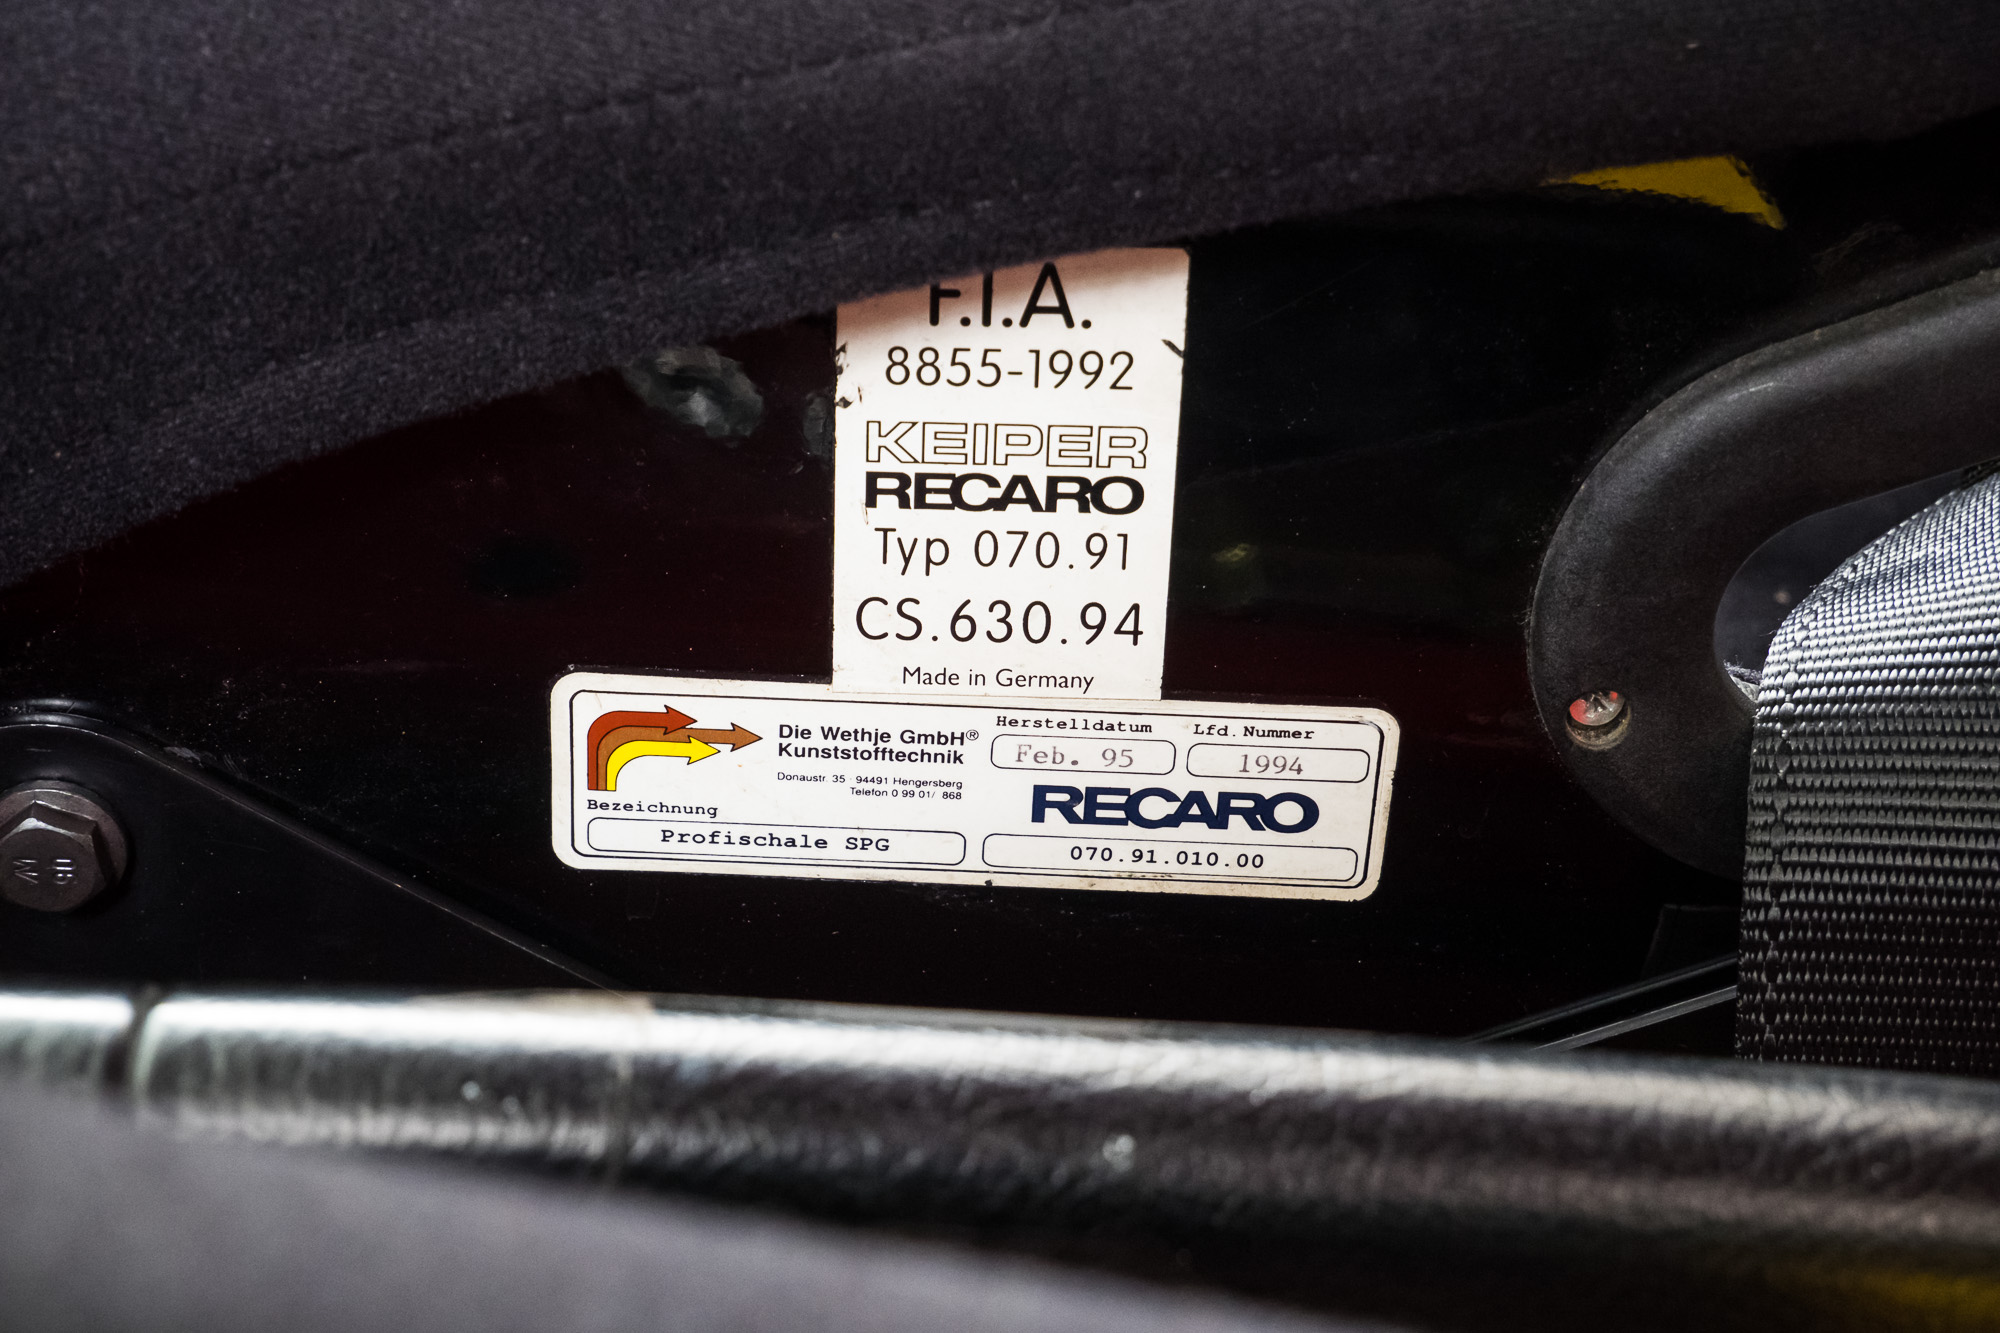 F.I.A.
8855-1992
KEIPER
RECARO
Typ 070.91
CS.630.94
Made in Germany
Die Wethje GmbH®
Kunststofftechnik
Donaustr. 35 · 94491 Hengersberg
Telefon 0 99 01/ 868
Herstelldatum
Feb. 95
Lfd. Nummer
1994
RECARO
Bezeichnung
Profischale SPG
070.91.010.00